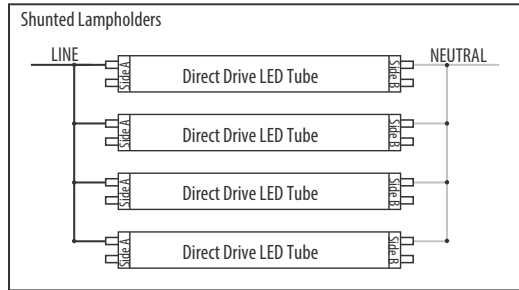 Shunted Lampholders
LINE
NEUTRAL
Side A
Direct Drive LED Tube
Side B
Side A
Direct Drive LED Tube
Side B
Side A
Direct Drive LED Tube
Side B
Side A
Direct Drive LED Tube
Side B